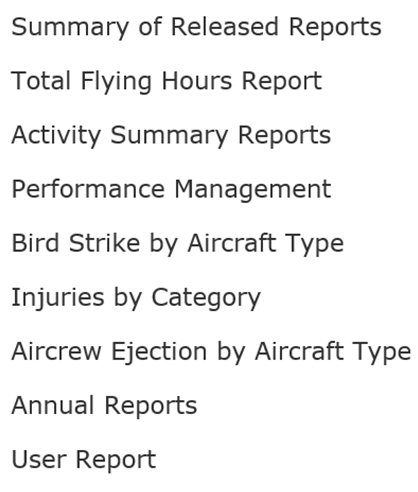 Summary of Released Reports
Total Flying Hours Report
Activity Summary Reports
Performance Management
Bird Strike by Aircraft Type
Injuries by Category
Aircrew Ejection by Aircraft Type
Annual Reports
User Report